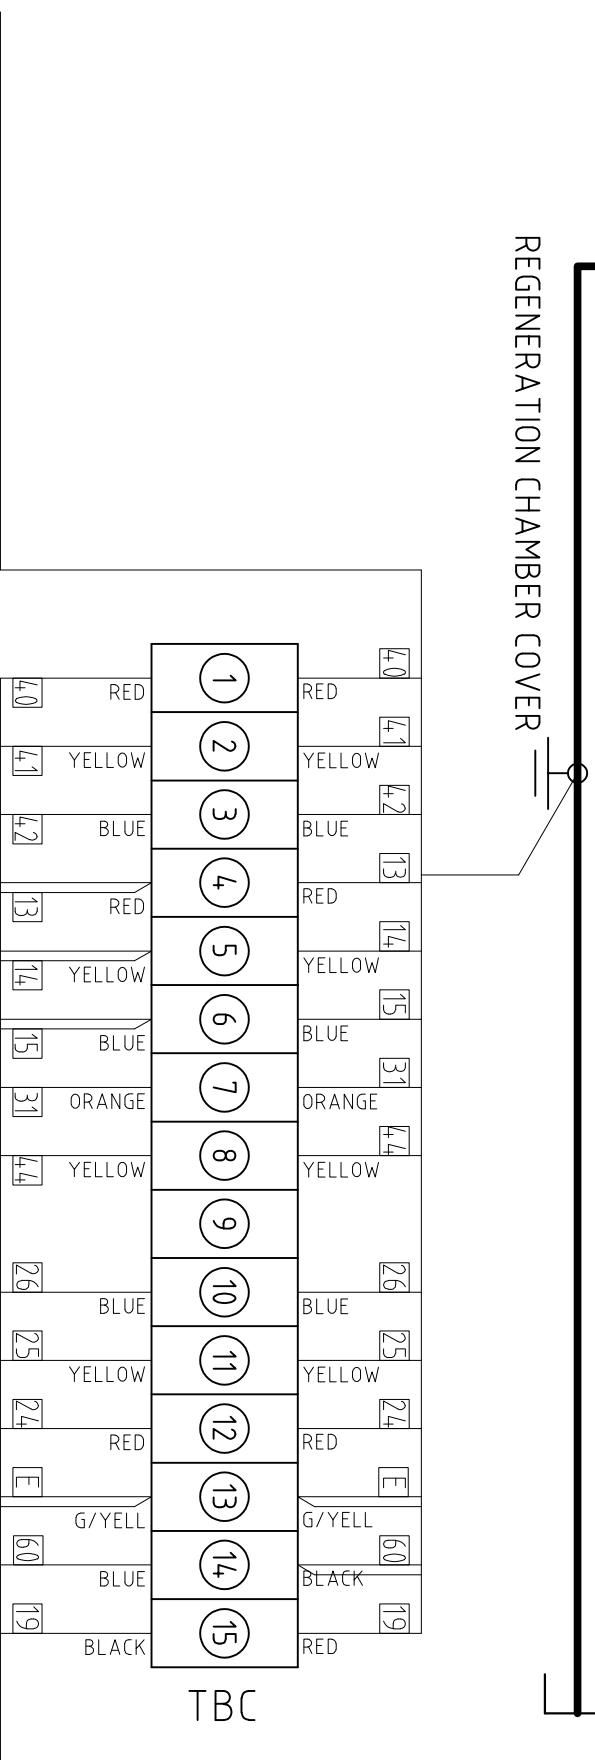 REGENERATION CHAMBER COVER
40 RED 1 RED 40
41 YELLOW 2 YELLOW 41
42 BLUE 3 BLUE 42
13 RED 4 RED 13
14 YELLOW 5 YELLOW 14
15 BLUE 6 BLUE 15
31 ORANGE 7 ORANGE 31
44 YELLOW 8 YELLOW 44
9
26 BLUE 10 BLUE 26
25 YELLOW 11 YELLOW 25
24 RED 12 RED 24
E G/YELL 13 G/YELL E
60 BLUE 14 BLACK 60
19 BLACK 15 RED 19
TBC